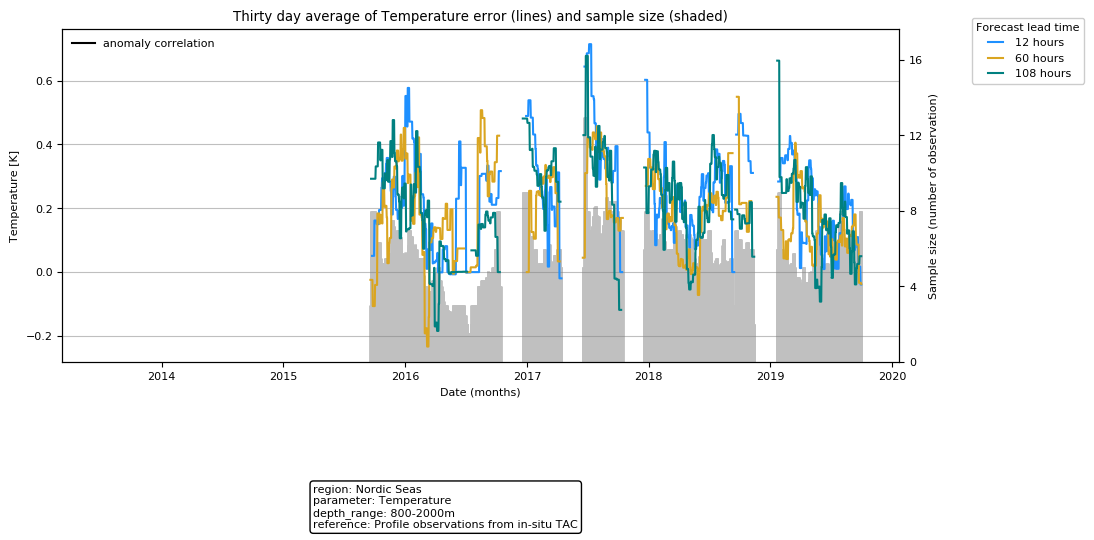 Thirty day average of Temperature error (lines) and sample size (shaded)
anomaly correlation
Forecast lead time
12 hours
60 hours
108 hours
Temperature [K]
0.6
0.4
0.2
0.0
−0.2
16
12
8
4
0
Sample size (number of observation)
2014 2015 2016 2017 2018 2019 2020
Date (months)
region: Nordic Seas
parameter: Temperature
depth_range: 800-2000m
reference: Profile observations from in-situ TAC